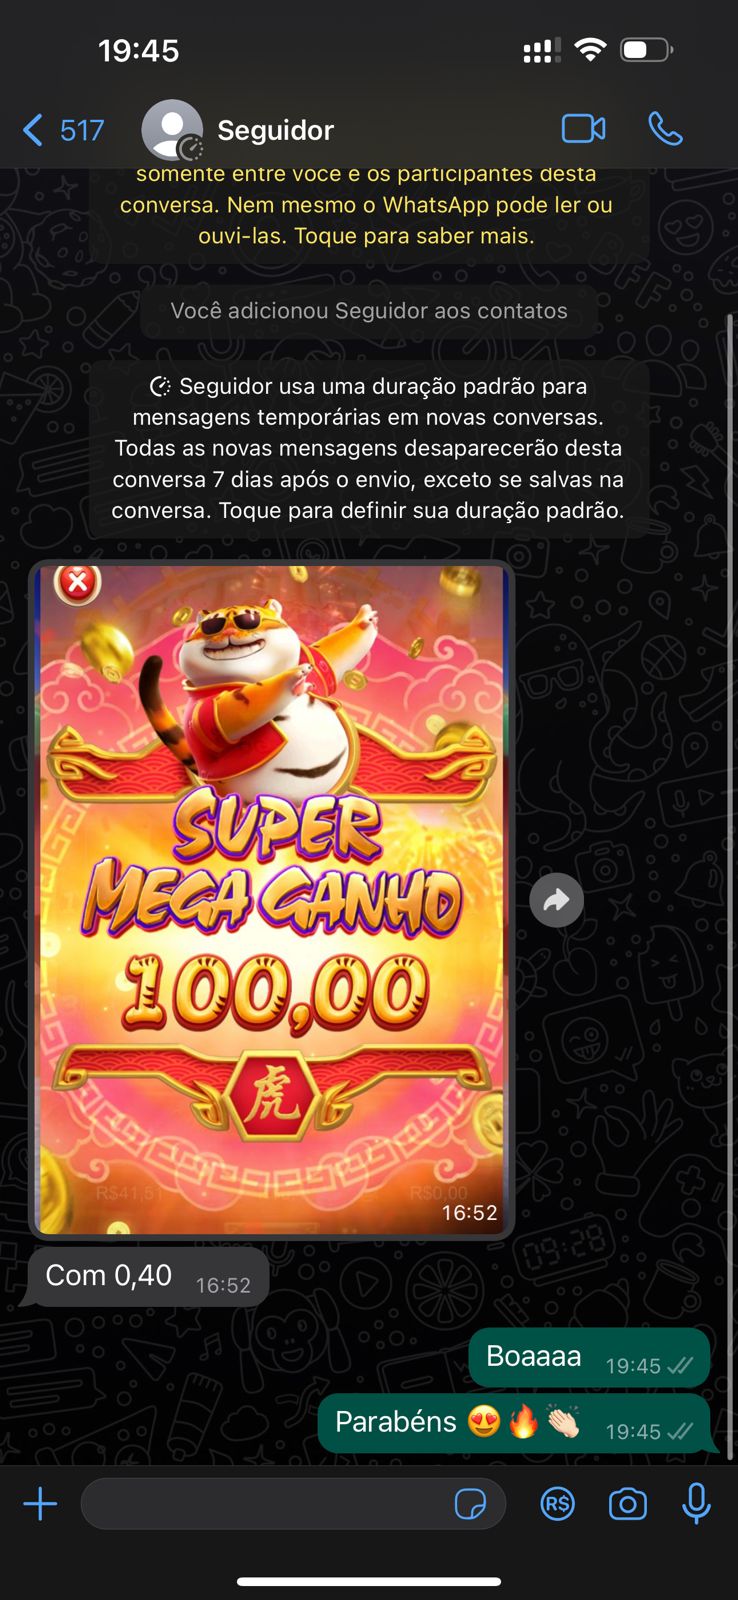 19:45
517
Seguidor
somente entre você e os participantes desta
conversa. Nem mesmo o WhatsApp pode ler ou
ouvi-las. Toque para saber mais.
Você adicionou Seguidor aos contatos
Seguidor usa uma duração padrão para
mensagens temporárias em novas conversas.
Todas as novas mensagens desaparecerão desta
conversa 7 dias após o envio, exceto se salvas na
conversa. Toque para definir sua duração padrão.
SUPER
MEGA GANHO
100,00
虎
R$41,51 R$0,00
16:52
Com 0,40 16:52
Boaaaa 19:45
Parabéns 😍🔥👏🏻 19:45
R$